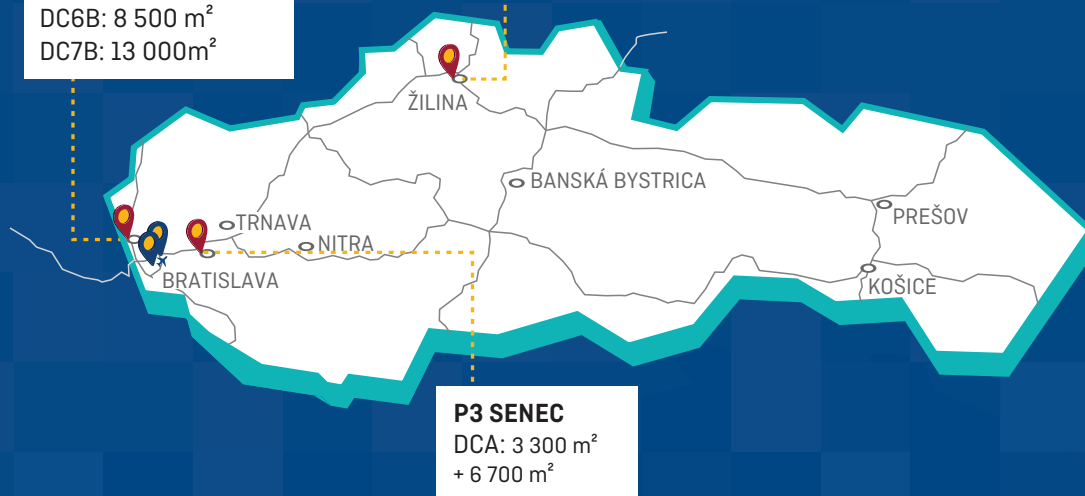 DC6B: 8 500 m²
DC7B: 13 000m²
ŽILINA
BANSKÁ BYSTRICA
PREŠOV
TRNAVA
NITRA
BRATISLAVA
KOŠICE
P3 SENEC
DCA: 3 300 m²
+ 6 700 m²